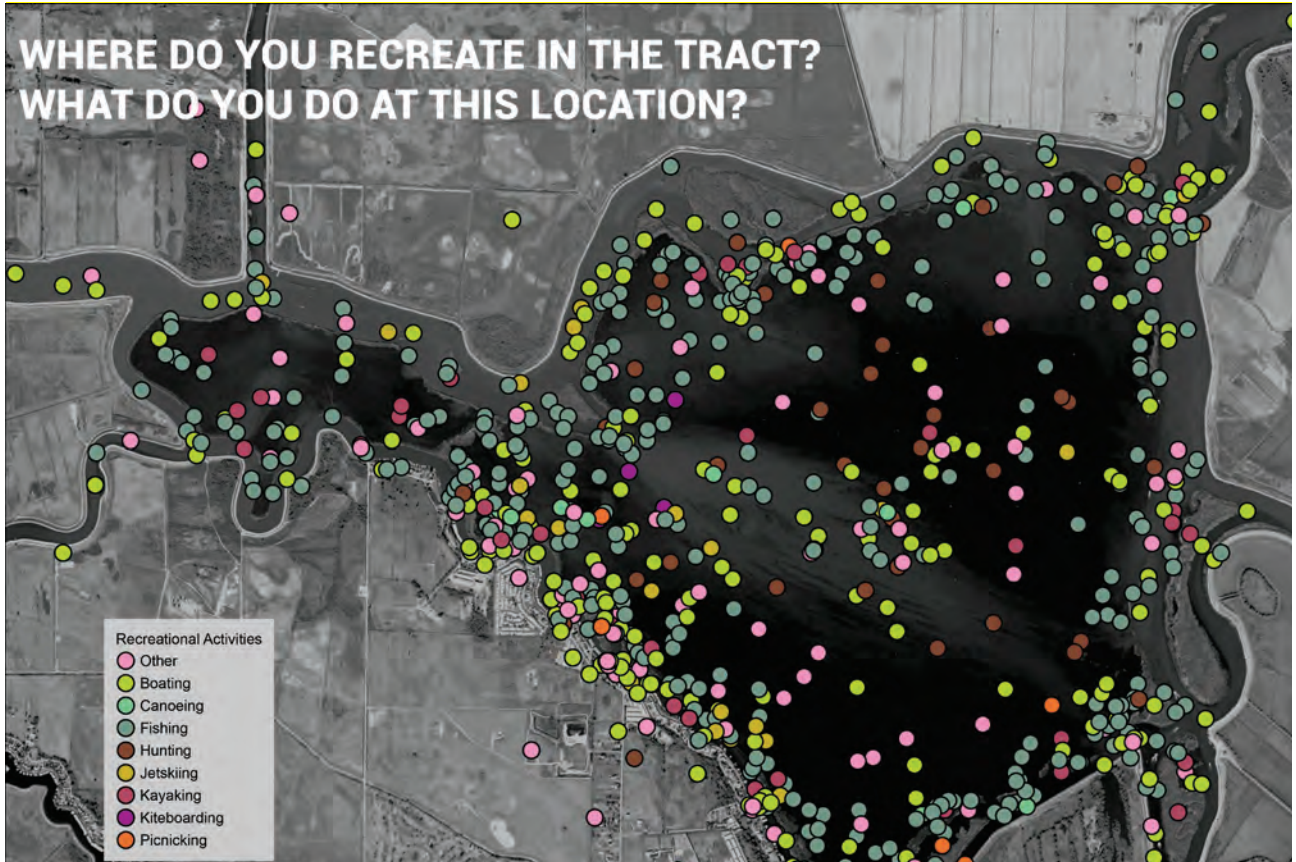 WHERE DO YOU RECREATE IN THE TRACT?
WHAT DO YOU DO AT THIS LOCATION?
Recreational Activities
Other
Boating
Canoeing
Fishing
Hunting
Jetskiing
Kayaking
Kiteboarding
Picnicking